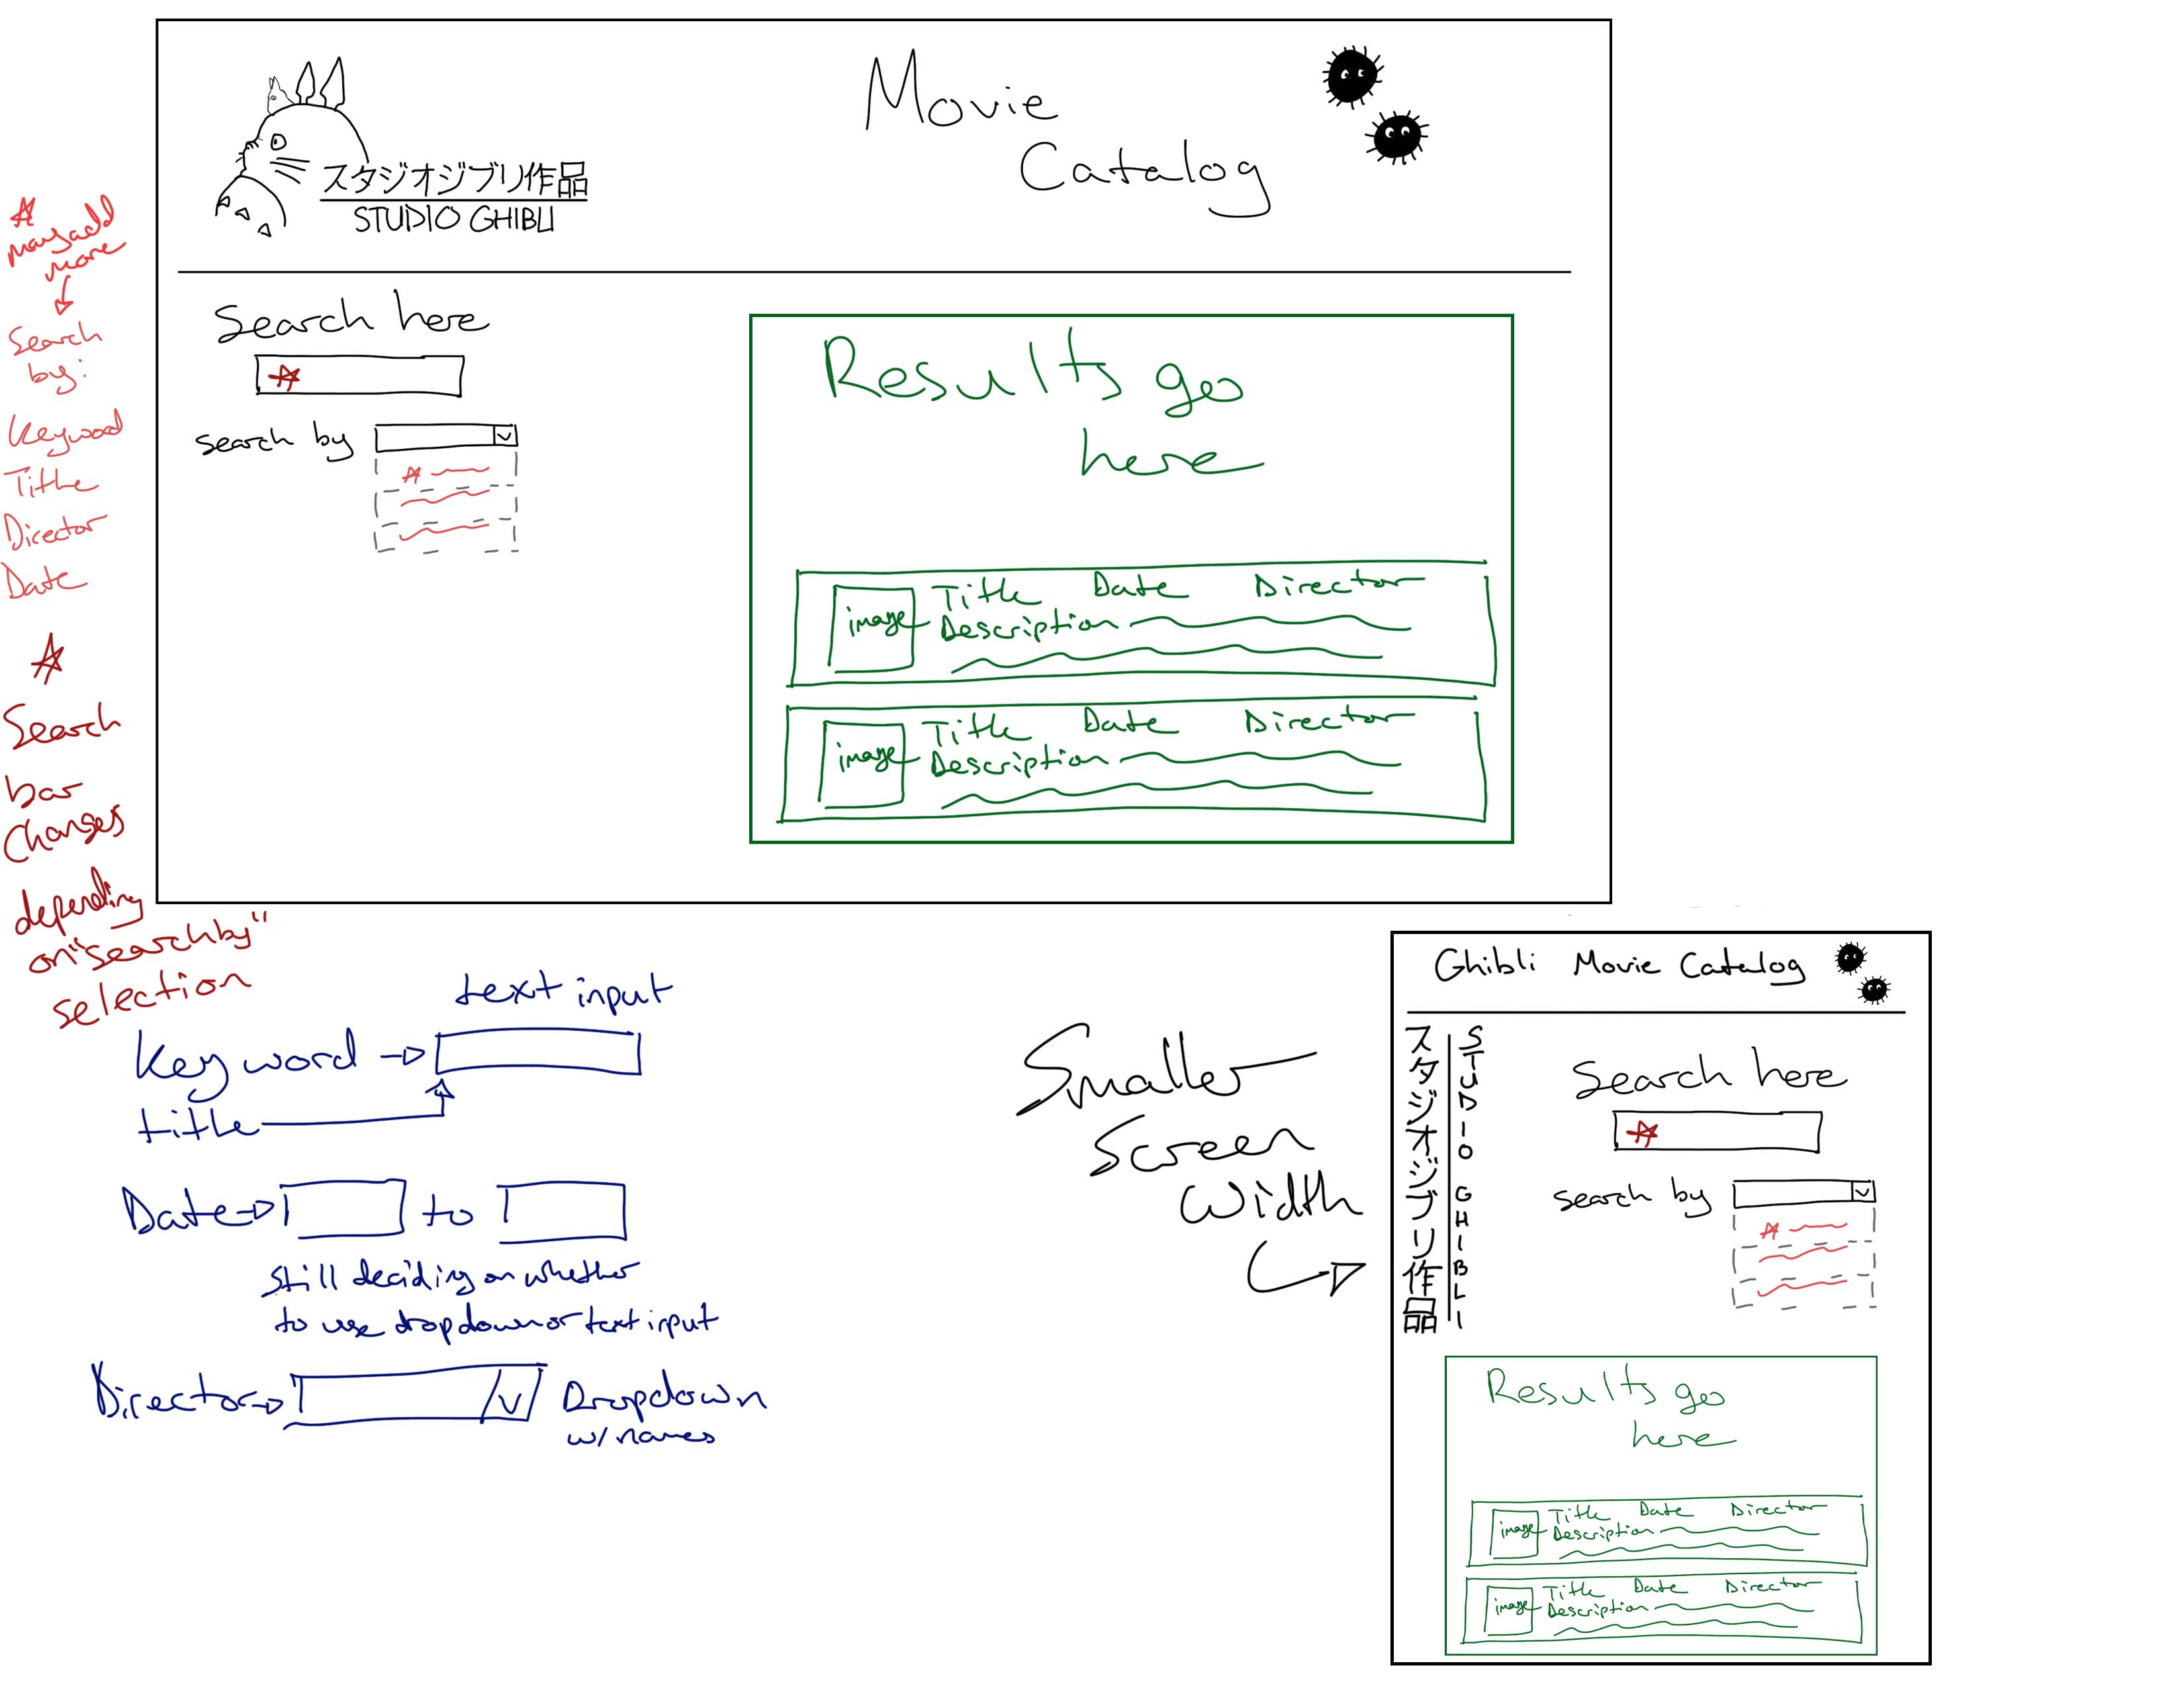 Movie
Catalog
スタジオジブリ作品
STUDIO GHIBLI
may add
more
Search
by:
Keyword
Title
Director
Date
Search
bar
Changes
depending
on "search by"
selection
Search here
search by
Results go
here
image
Title Date Director
Description
image
Title Date Director
Description
text input
Key word
title
Date to
still deciding on whether
to use dropdown or text input
Director Dropdown
w/ names
Smaller
Screen
Width
Ghibli Movie Catalog
スタジオジブリ作品
STUDIO GHIBLI
Search here
search by
Results go
here
image
Title Date Director
Description
image
Title Date Director
Description